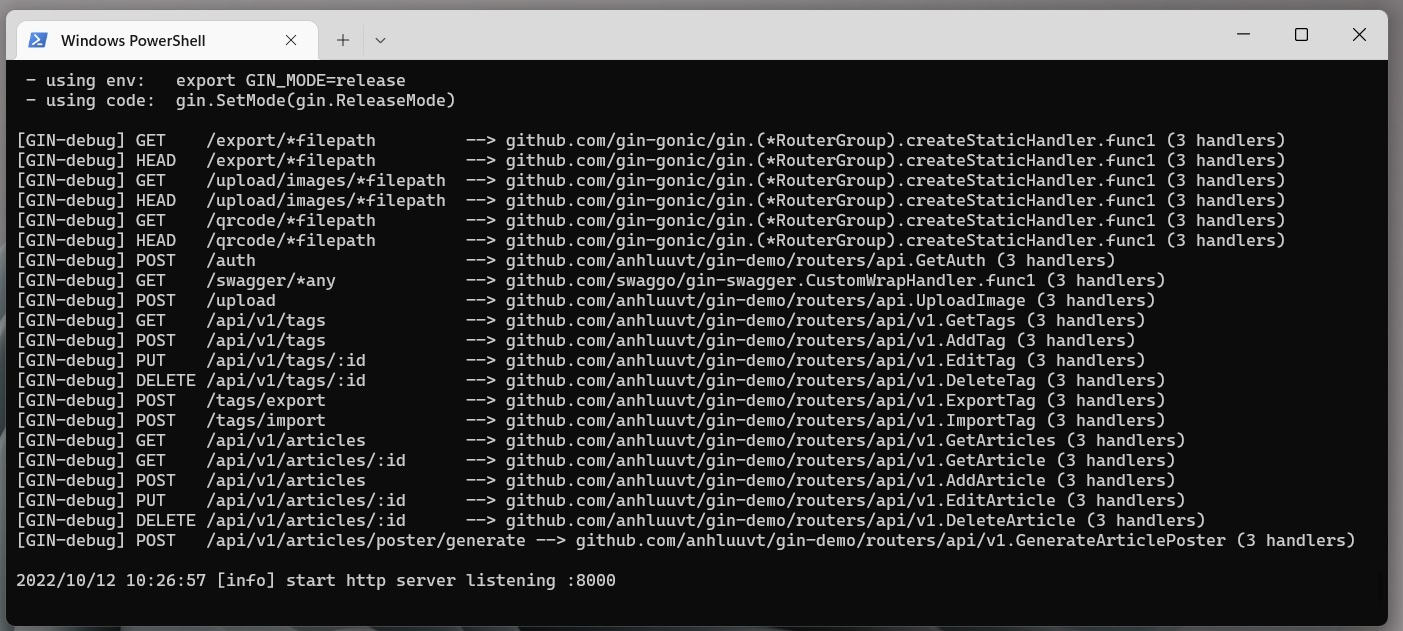 Windows PowerShell
- using env:   export GIN_MODE=release
- using code:  gin.SetMode(gin.ReleaseMode)
[GIN-debug] GET    /export/*filepath         --> github.com/gin-gonic/gin.(*RouterGroup).createStaticHandler.func1 (3 handlers)
[GIN-debug] HEAD   /export/*filepath         --> github.com/gin-gonic/gin.(*RouterGroup).createStaticHandler.func1 (3 handlers)
[GIN-debug] GET    /upload/images/*filepath  --> github.com/gin-gonic/gin.(*RouterGroup).createStaticHandler.func1 (3 handlers)
[GIN-debug] HEAD   /upload/images/*filepath  --> github.com/gin-gonic/gin.(*RouterGroup).createStaticHandler.func1 (3 handlers)
[GIN-debug] GET    /qrcode/*filepath         --> github.com/gin-gonic/gin.(*RouterGroup).createStaticHandler.func1 (3 handlers)
[GIN-debug] HEAD   /qrcode/*filepath         --> github.com/gin-gonic/gin.(*RouterGroup).createStaticHandler.func1 (3 handlers)
[GIN-debug] POST   /auth                     --> github.com/anhluuvt/gin-demo/routers/api.GetAuth (3 handlers)
[GIN-debug] GET    /swagger/*any             --> github.com/swaggo/gin-swagger.CustomWrapHandler.func1 (3 handlers)
[GIN-debug] POST   /upload                   --> github.com/anhluuvt/gin-demo/routers/api.UploadImage (3 handlers)
[GIN-debug] GET    /api/v1/tags              --> github.com/anhluuvt/gin-demo/routers/api/v1.GetTags (3 handlers)
[GIN-debug] POST   /api/v1/tags              --> github.com/anhluuvt/gin-demo/routers/api/v1.AddTag (3 handlers)
[GIN-debug] PUT    /api/v1/tags/:id          --> github.com/anhluuvt/gin-demo/routers/api/v1.EditTag (3 handlers)
[GIN-debug] DELETE /api/v1/tags/:id          --> github.com/anhluuvt/gin-demo/routers/api/v1.DeleteTag (3 handlers)
[GIN-debug] POST   /tags/export              --> github.com/anhluuvt/gin-demo/routers/api/v1.ExportTag (3 handlers)
[GIN-debug] POST   /tags/import              --> github.com/anhluuvt/gin-demo/routers/api/v1.ImportTag (3 handlers)
[GIN-debug] GET    /api/v1/articles          --> github.com/anhluuvt/gin-demo/routers/api/v1.GetArticles (3 handlers)
[GIN-debug] GET    /api/v1/articles/:id      --> github.com/anhluuvt/gin-demo/routers/api/v1.GetArticle (3 handlers)
[GIN-debug] POST   /api/v1/articles          --> github.com/anhluuvt/gin-demo/routers/api/v1.AddArticle (3 handlers)
[GIN-debug] PUT    /api/v1/articles/:id      --> github.com/anhluuvt/gin-demo/routers/api/v1.EditArticle (3 handlers)
[GIN-debug] DELETE /api/v1/articles/:id      --> github.com/anhluuvt/gin-demo/routers/api/v1.DeleteArticle (3 handlers)
[GIN-debug] POST   /api/v1/articles/poster/generate --> github.com/anhluuvt/gin-demo/routers/api/v1.GenerateArticlePoster (3 handlers)
2022/10/12 10:26:57 [info] start http server listening :8000